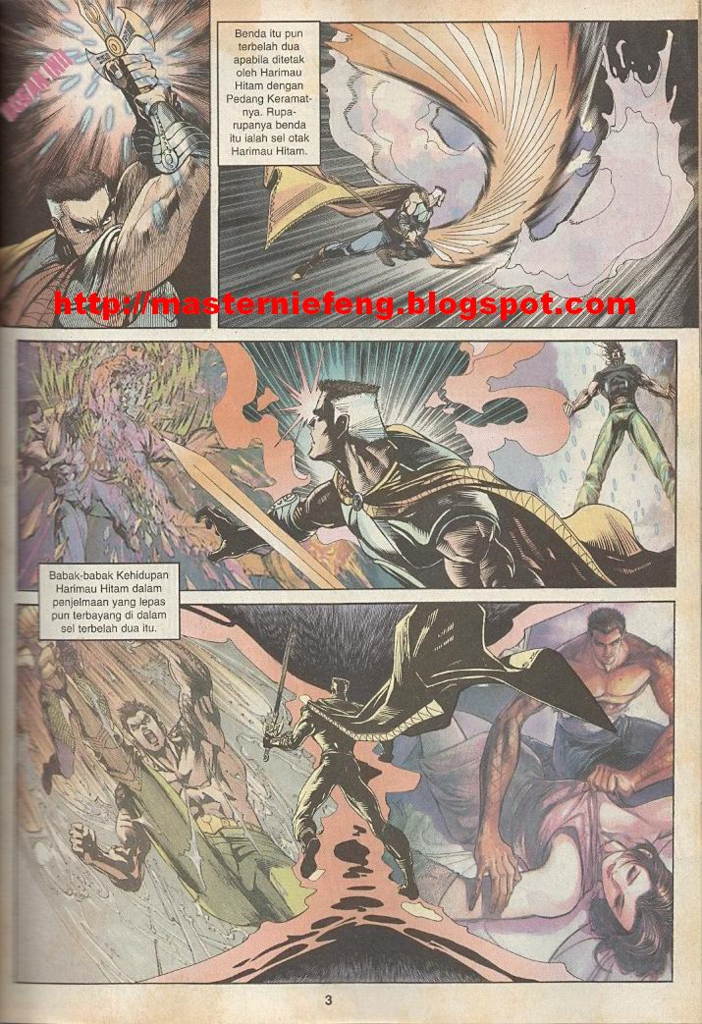 Benda itu pun
terbelah dua
apabila ditetak
oleh Harimau
Hitam dengan
Pedang Keramat-
nya. Rupa-
rupanya benda
itu ialah sel otak
Harimau Hitam.
http://masterniefeng.blogspot.com
Babak-babak Kehidupan
Harimau Hitam dalam
penjelmaan yang lepas
pun terbayang di dalam
sel terbelah dua itu.
3